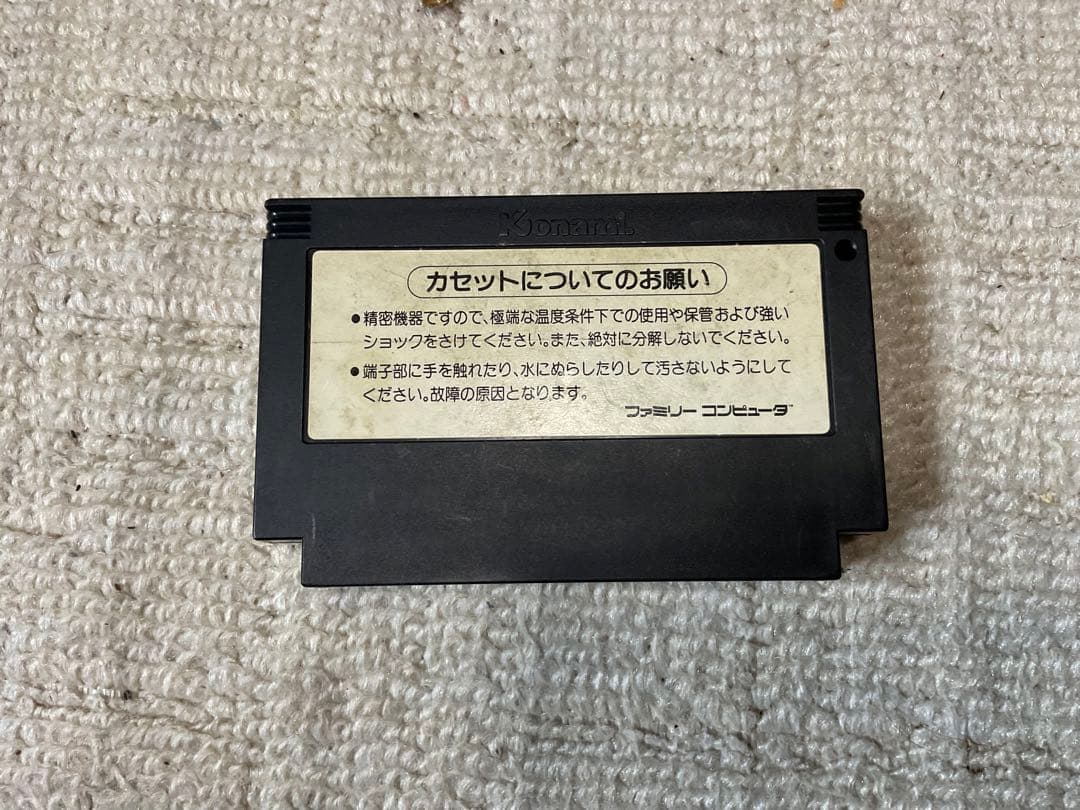 Konami
カセットについてのお願い
●精密機器ですので、極端な温度条件下での使用や保管および強い
ショックをさけてください。また、絶対に分解しないでください。
●端子部に手を触れたり、水にぬらしたりして汚さないようにして
ください。故障の原因となります。
ファミリー コンピュータ™